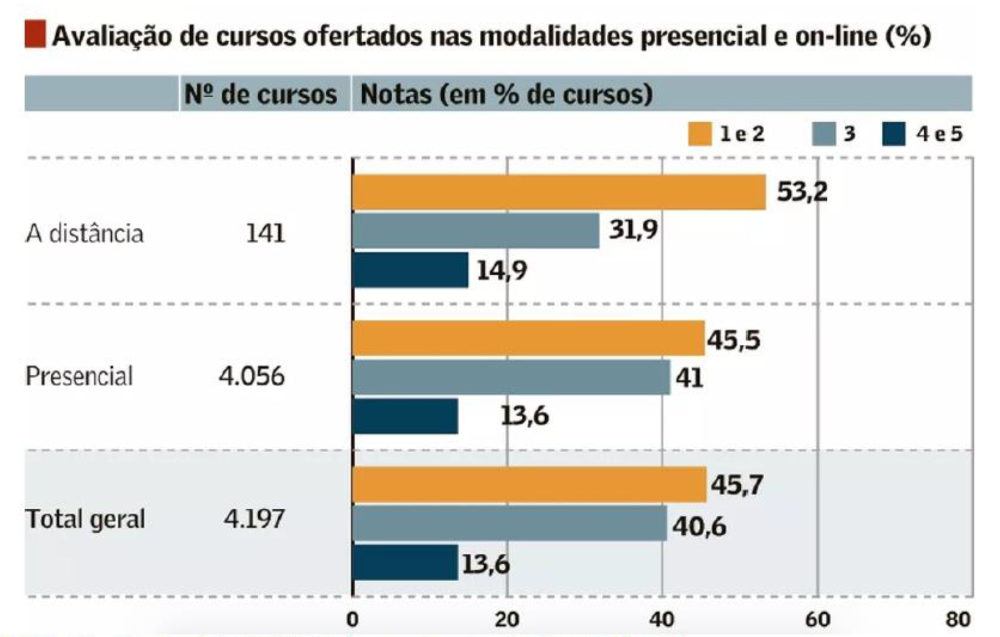 Avaliação de cursos ofertados nas modalidades presencial e on-line (%)
Nº de cursos Notas (em % de cursos)
1 e 2 3 4 e 5
A distância 141
53,2
31,9
14,9
Presencial 4.056
45,5
41
13,6
Total geral 4.197
45,7
40,6
13,6
0 20 40 60 80